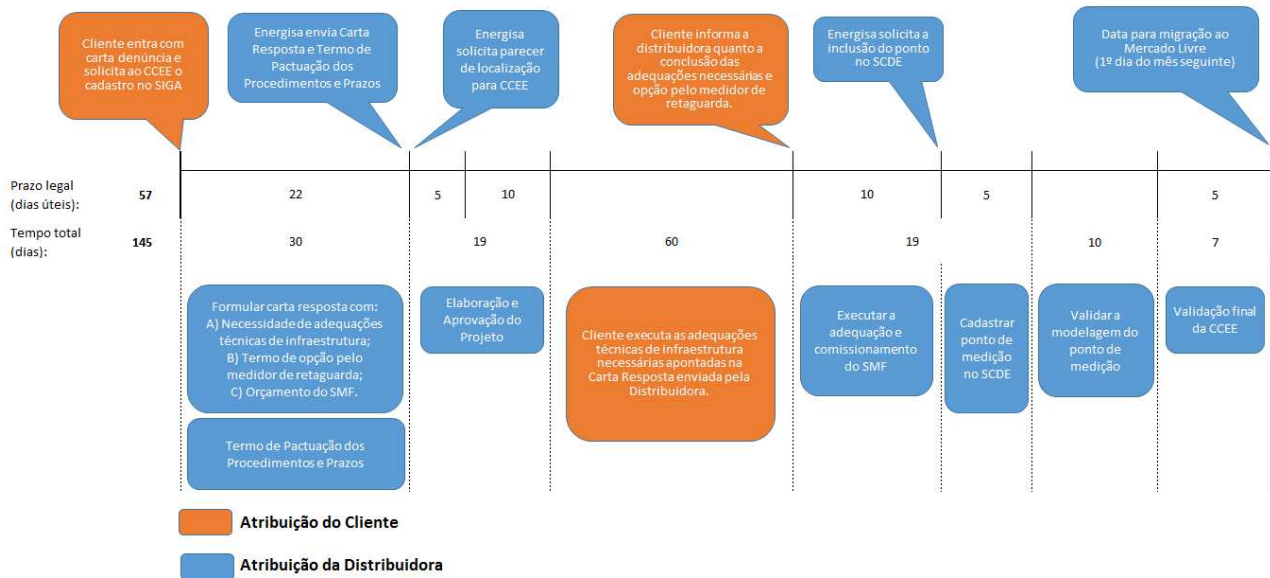 Cliente entra com
carta denúncia e
solicita ao CCEE o
cadastro no SIGA
Energisa envia Carta
Resposta e Termo de
Pactuação dos
Procedimentos e Prazos
Energisa
solicita parecer
de localização
para CCEE
Cliente informa a
distribuidora quanto a
conclusão das
adequações necessárias e
opção pelo medidor de
retaguarda.
Energisa solicita a
inclusão do ponto
no SCDE
Data para migração ao
Mercado Livre
(1º dia do mês seguinte)
Prazo legal
(dias úteis):
57 22 5 10 10 5 5
Tempo total
(dias):
145 30 19 60 19 10 7
Formular carta resposta com:
A) Necessidade de adequações
técnicas de infraestrutura;
B) Termo de opção pelo
medidor de retaguarda;
C) Orçamento do SMF.
Termo de Pactuação dos
Procedimentos e Prazos
Elaboração e
Aprovação do
Projeto
Cliente executa as adequações
técnicas de infraestrutura
necessárias apontadas na
Carta Resposta enviada pela
Distribuidora.
Executar a
adequação e
comissionamento
do SMF
Cadastrar
ponto de
medição
no SCDE
Validar a
modelagem do
ponto de
medição
Validação final
da CCEE
Atribuição do Cliente
Atribuição da Distribuidora